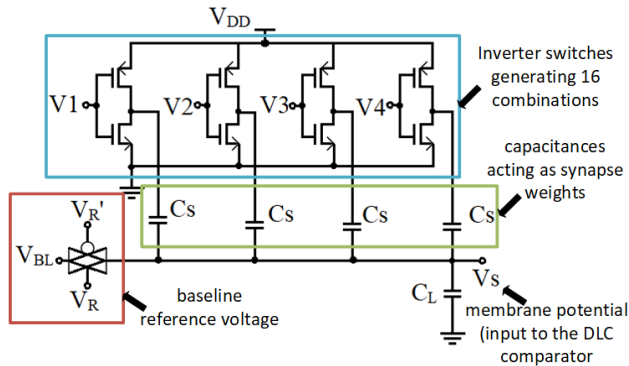 VDD
Inverter switches
generating 16
combinations
V1
V2
V3
V4
capacitances
acting as synapse
weights
Cs
Cs
Cs
Cs
VR'
VBL
VR
baseline
reference voltage
Vs
CL
membrane potential
(input to the DLC
comparator